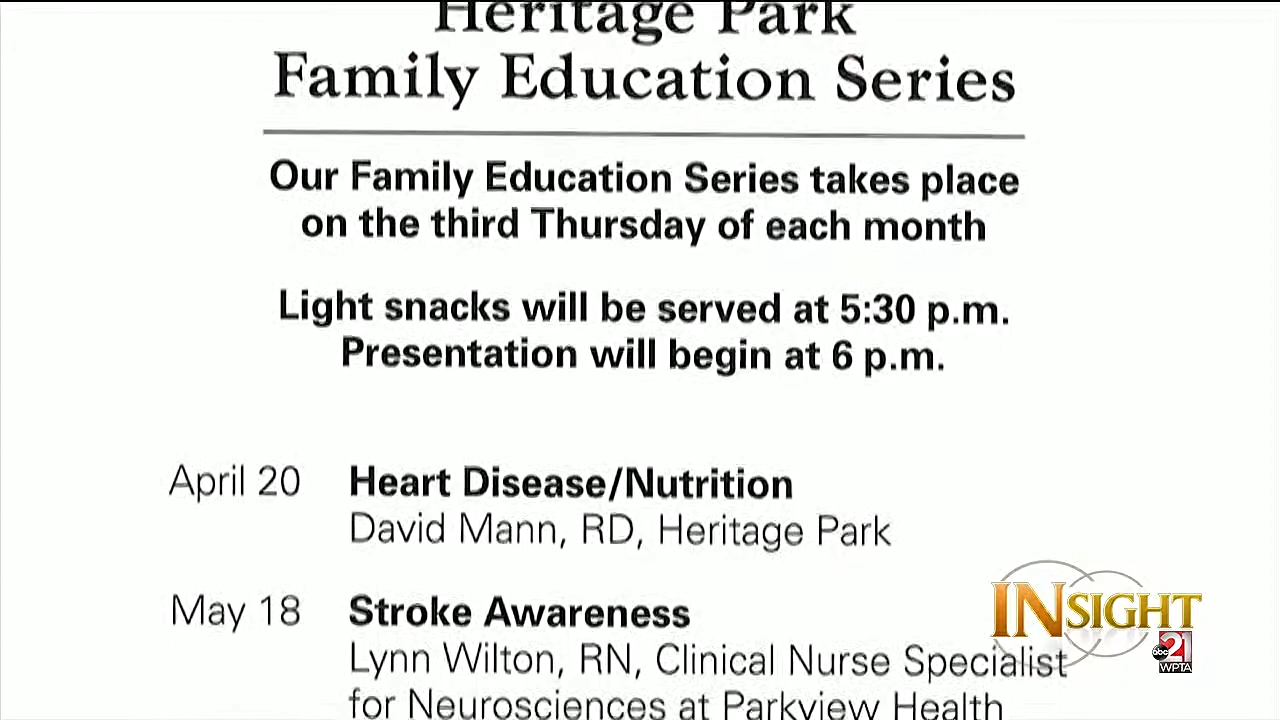 Heritage Park
Family Education Series
Our Family Education Series takes place
on the third Thursday of each month
Light snacks will be served at 5:30 p.m.
Presentation will begin at 6 p.m.
April 20 Heart Disease/Nutrition
David Mann, RD, Heritage Park
May 18 Stroke Awareness
Lynn Wilton, RN, Clinical Nurse Specialist
for Neurosciences at Parkview Health
INSIGHT
abc 21
WPTA